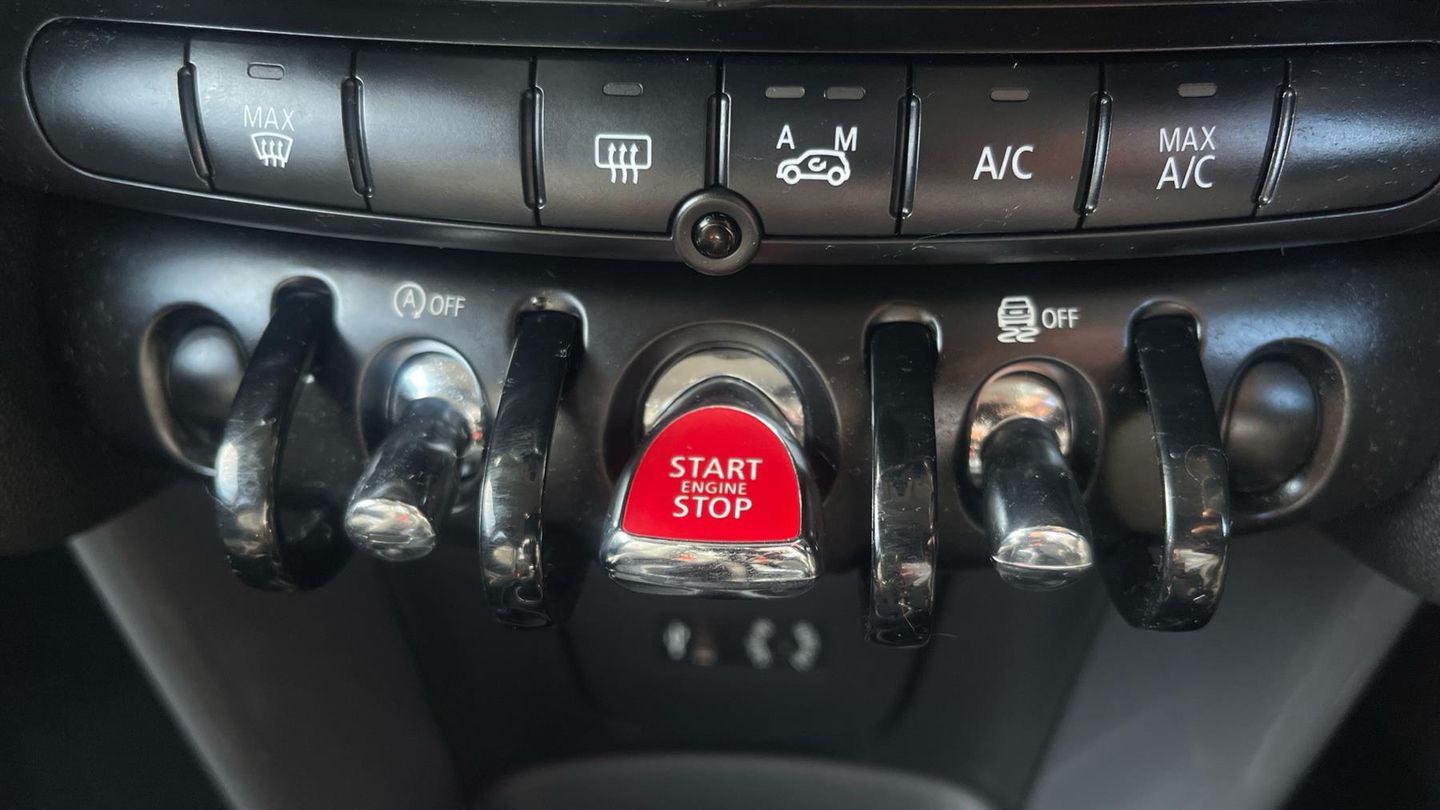 MAX
A M
A/C
MAX
A/C
A OFF
OFF
START
ENGINE
STOP